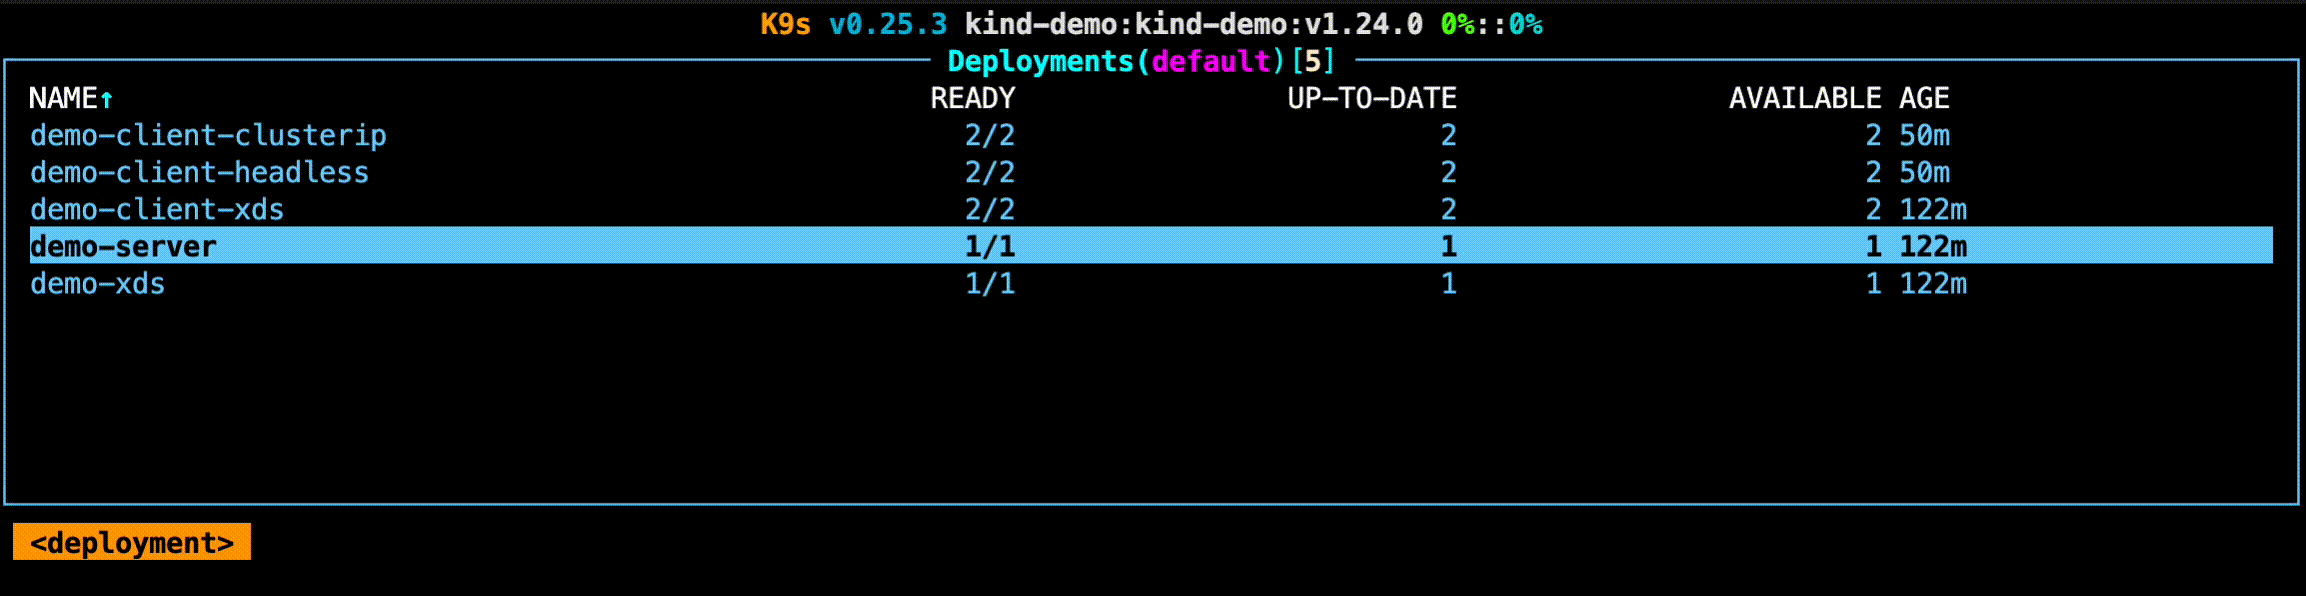 K9s v0.25.3 kind-demo:kind-demo:v1.24.0 0%::0%
Deployments(default)[5]
NAME↑ READY UP-TO-DATE AVAILABLE AGE
demo-client-clusterip 2/2 2 2 50m
demo-client-headless 2/2 2 2 50m
demo-client-xds 2/2 2 2 122m
demo-server 1/1 1 1 122m
demo-xds 1/1 1 1 122m
<deployment>